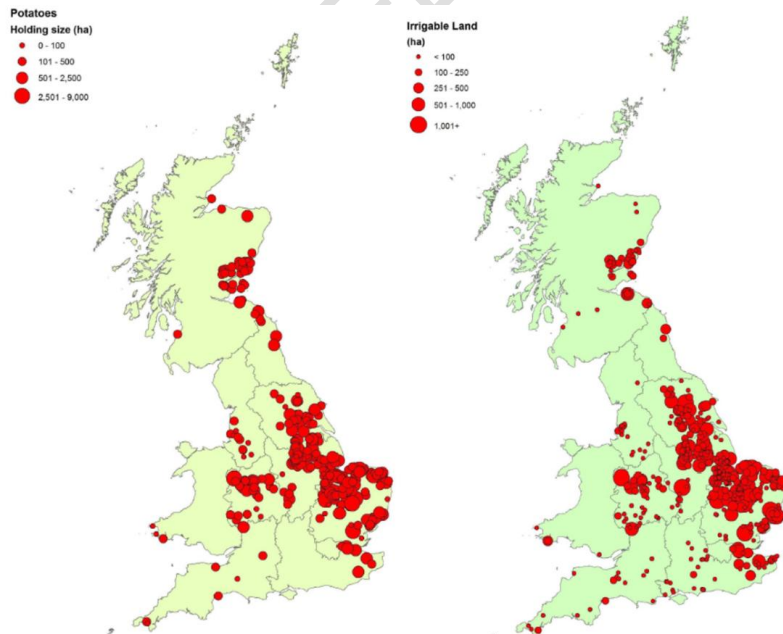 Potatoes
Holding size (ha)
0 - 100
101 - 500
501 - 2,500
2,501 - 9,000
Irrigable Land
(ha)
< 100
100 - 250
251 - 500
501 - 1,000
1,001+